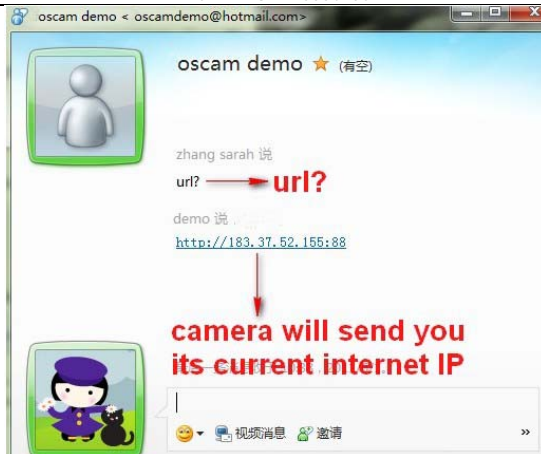 oscam demo < oscamdemo@hotmail.com>
oscam demo (有空)
zhang sarah 说
url? url?
demo 说
http://183.37.52.155:88
camera will send you
its current internet IP
视频消息 邀请 »